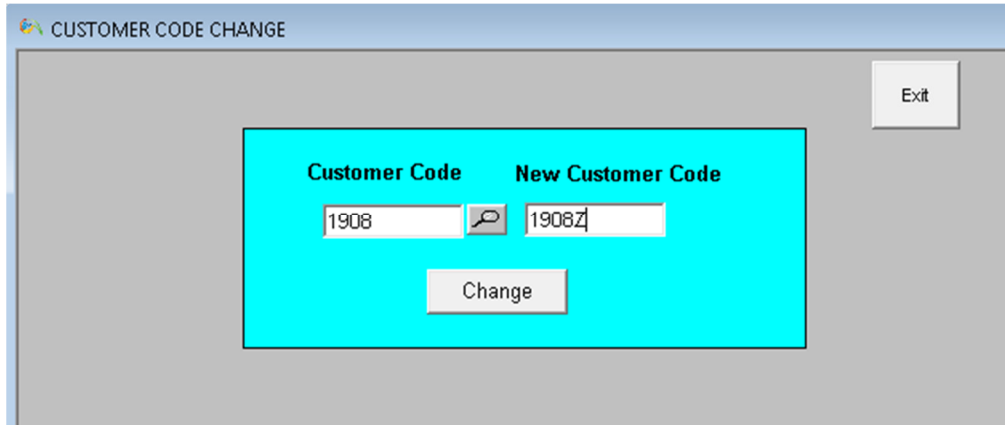 CUSTOMER CODE CHANGE
Exit
Customer Code New Customer Code
1908 1908Z
Change